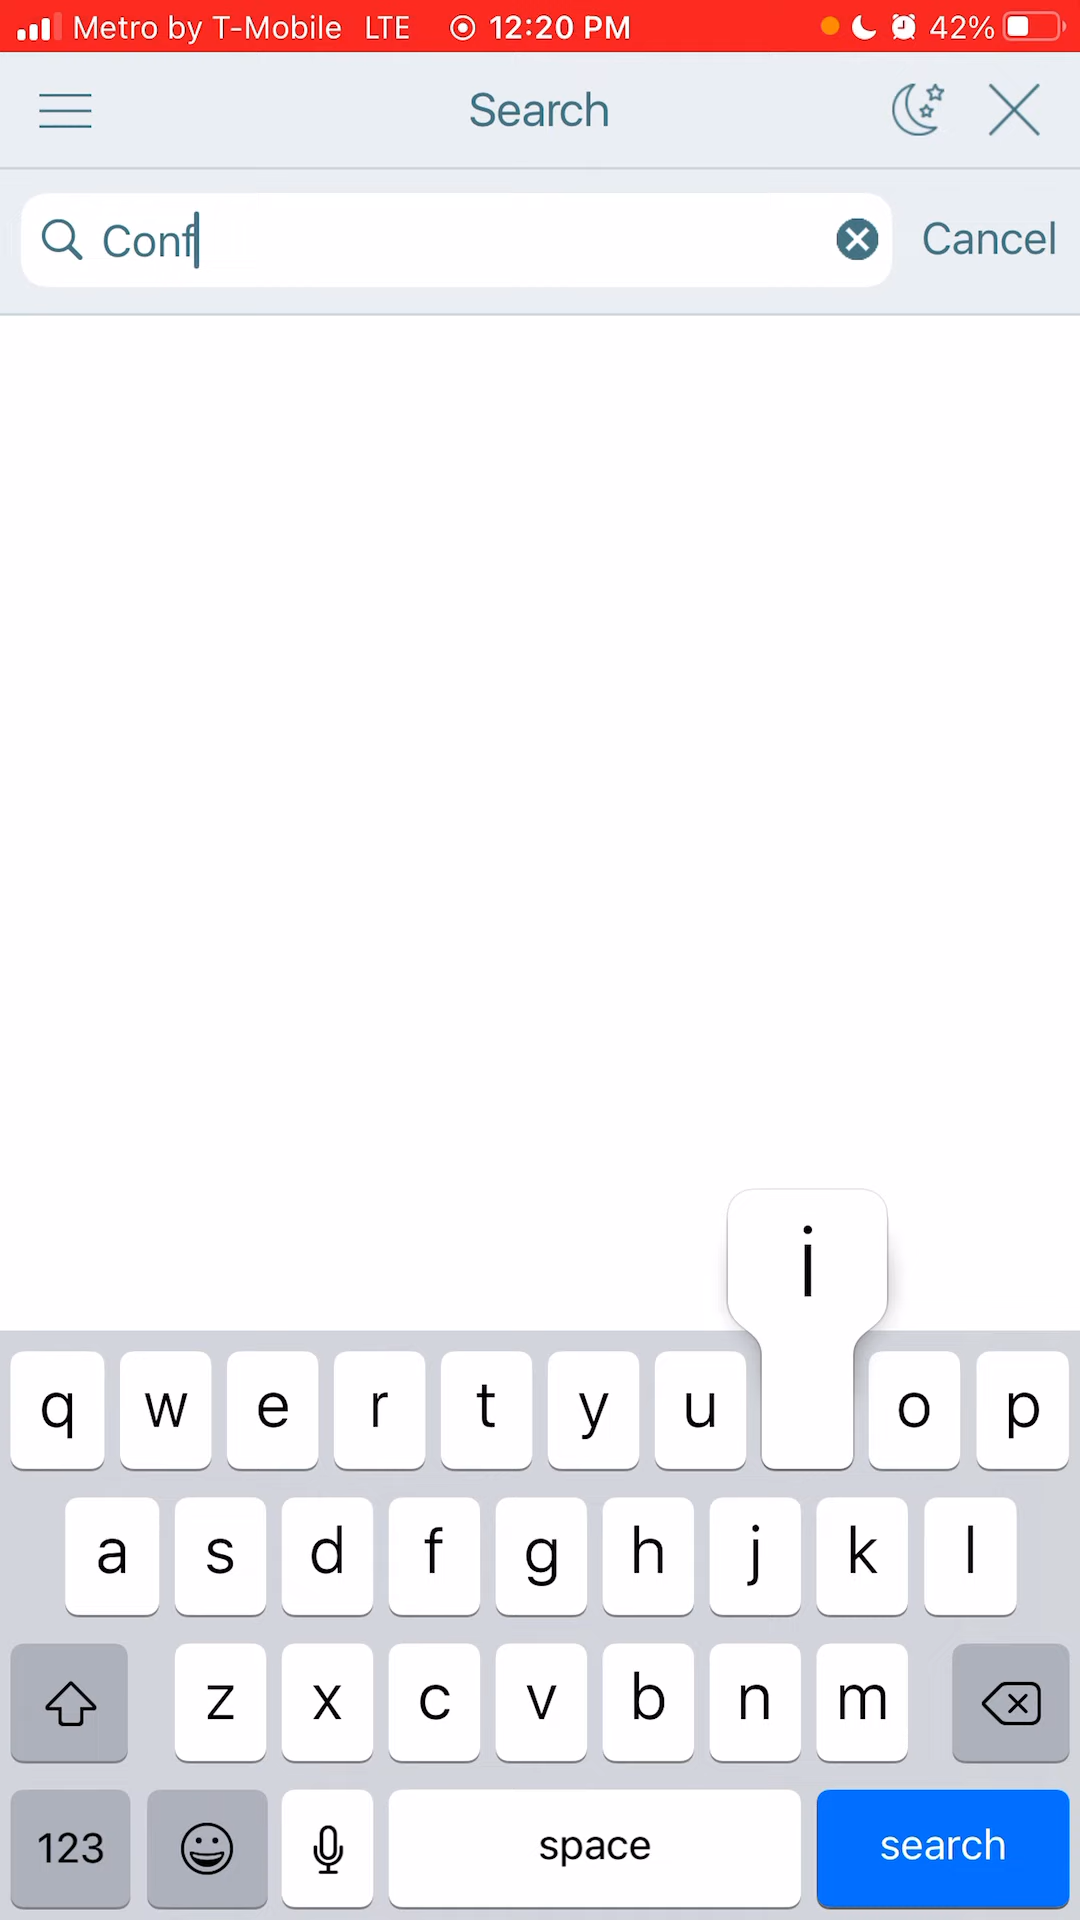 Metro by T-Mobile LTE 12:20 PM 42%
Search
Conf Cancel
i
q w e r t y u o p
a s d f g h j k l
z x c v b n m
123 space search